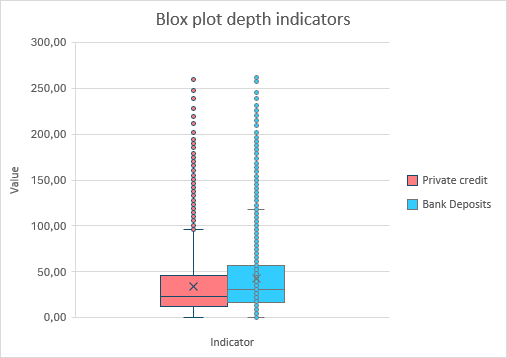 Blox plot depth indicators
300,00
250,00
200,00
150,00
100,00
50,00
0,00
Value
Indicator
Private credit
Bank Deposits